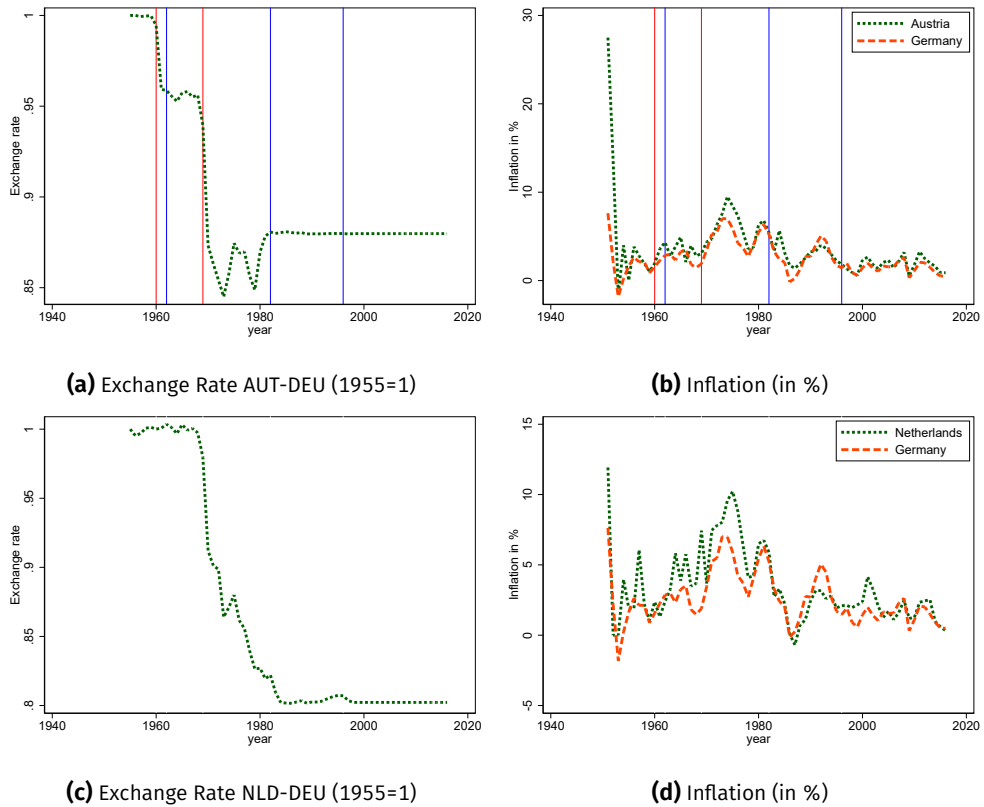 Exchange rate
1
.95
.9
.85
1940 1960 1980 2000 2020
year
(a) Exchange Rate AUT-DEU (1955=1)
Inflation in %
30
20
10
0
Austria
Germany
1940 1960 1980 2000 2020
year
(b) Inflation (in %)
Exchange rate
1
.95
.9
.85
.8
1940 1960 1980 2000 2020
year
(c) Exchange Rate NLD-DEU (1955=1)
Inflation in %
15
10
5
0
-5
Netherlands
Germany
1940 1960 1980 2000 2020
year
(d) Inflation (in %)